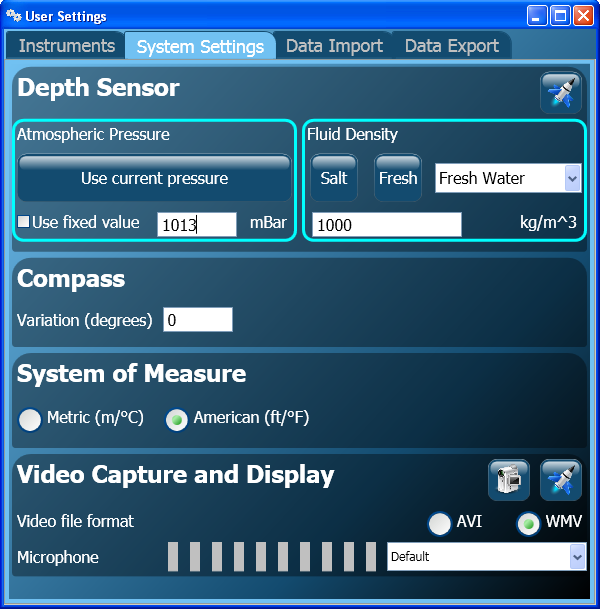 User Settings
Instruments System Settings Data Import Data Export
Depth Sensor
Atmospheric Pressure Fluid Density
Use current pressure Salt Fresh Fresh Water
Use fixed value 1013 mBar 1000 kg/m^3
Compass
Variation (degrees) 0
System of Measure
Metric (m/°C) American (ft/°F)
Video Capture and Display
Video file format AVI WMV
Microphone Default